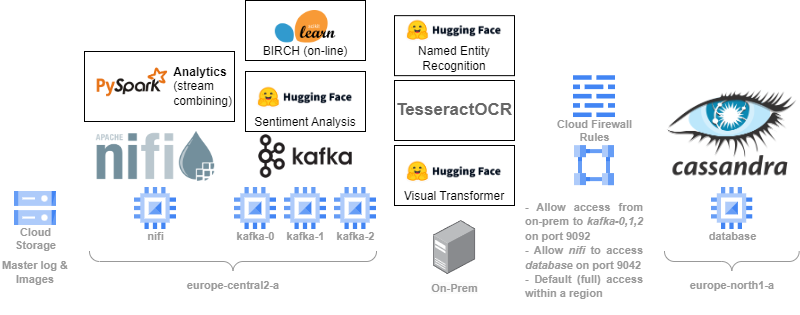 learn
BIRCH (on-line)
PySpark
Analytics
(stream
combining)
Hugging Face
Sentiment Analysis
Hugging Face
Named Entity
Recognition
TesseractOCR
Hugging Face
Visual Transformer
APACHE
nifi
kafka
Cloud Firewall
Rules
cassandra
Cloud
Storage
Master log &
Images
nifi
kafka-0
kafka-1
kafka-2
europe-central2-a
On-Prem
- Allow access from
on-prem to kafka-0,1,2
on port 9092
- Allow nifi to access
database on port 9042
- Default (full) access
within a region
database
europe-north1-a